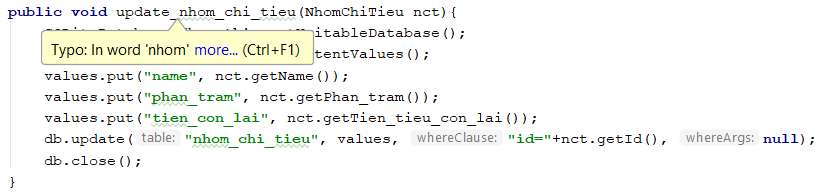 public void update_nhom_chi_tieu(NhomChiTieu nct){
itableDatabase();
Typo: In word 'nhom' more... (Ctrl+F1)
tentValues();
values.put("name", nct.getName());
values.put("phan_tram", nct.getPhan_tram());
values.put("tien_con_lai", nct.getTien_tieu_con_lai());
db.update( table: "nhom_chi_tieu", values, whereClause: "id="+nct.getId(), whereArgs: null);
db.close();
}